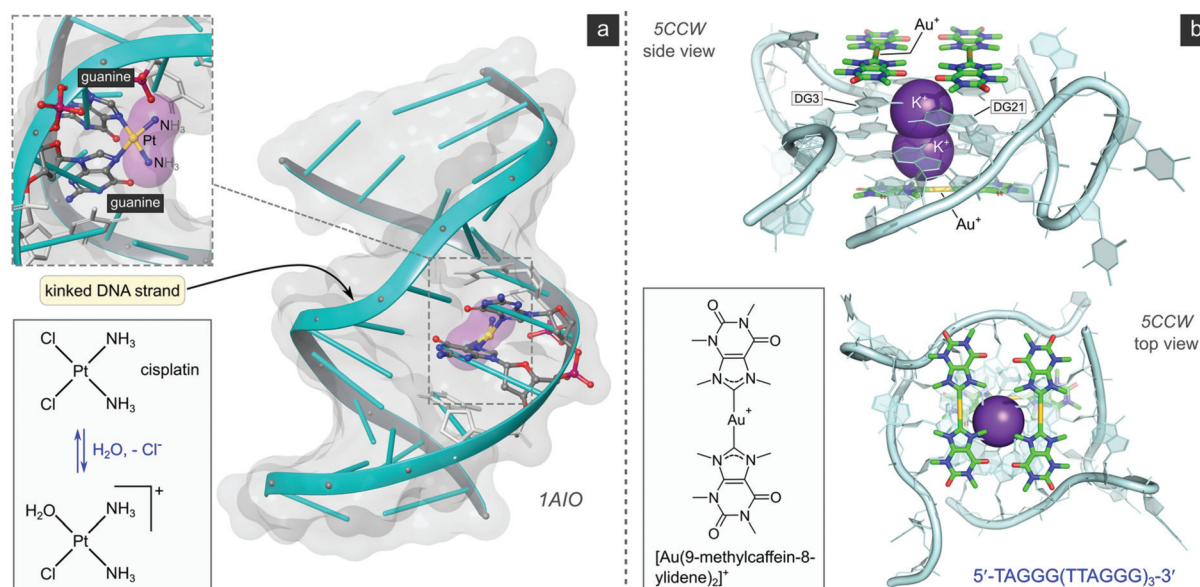 a
guanine
NH₃
Pt
NH₃
guanine
kinked DNA strand
Cl
NH₃
Pt
cisplatin
Cl
NH₃
H₂O, - Cl⁻
+
H₂O
NH₃
Pt
Cl
NH₃
1AIO
b
5CCW
side view
Au⁺
DG3
K⁺
DG21
K⁺
Au⁺
O
N
N
O
N
N
N
Au⁺
N
N
N
O
O
N
[Au(9-methylcaffein-8-
ylidene)₂]⁺
5CCW
top view
5′-TAGGG(TTAGGG)₃-3′